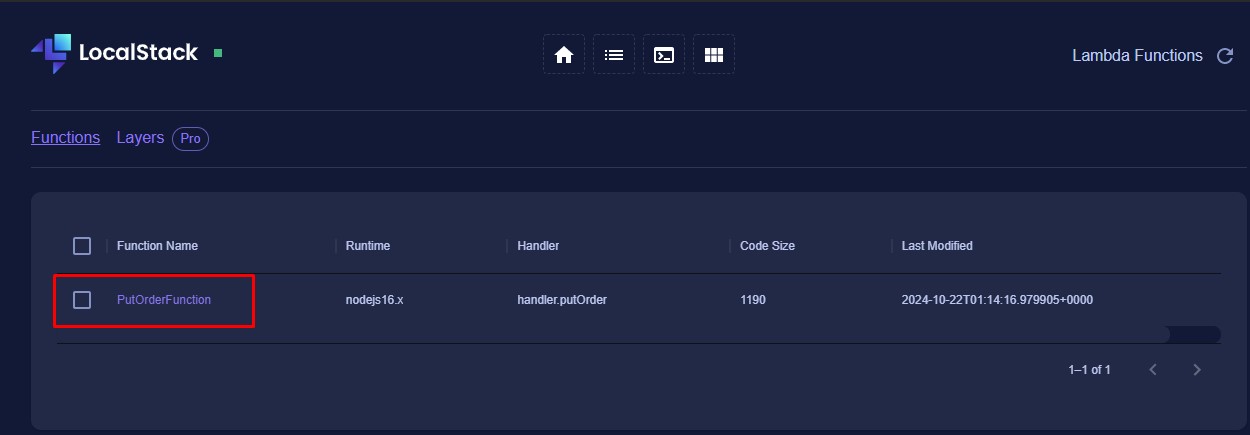 LocalStack
Lambda Functions
Functions Layers Pro
Function Name Runtime Handler Code Size Last Modified
PutOrderFunction nodejs16.x handler.putOrder 1190 2024-10-22T01:14:16.979905+0000
1–1 of 1